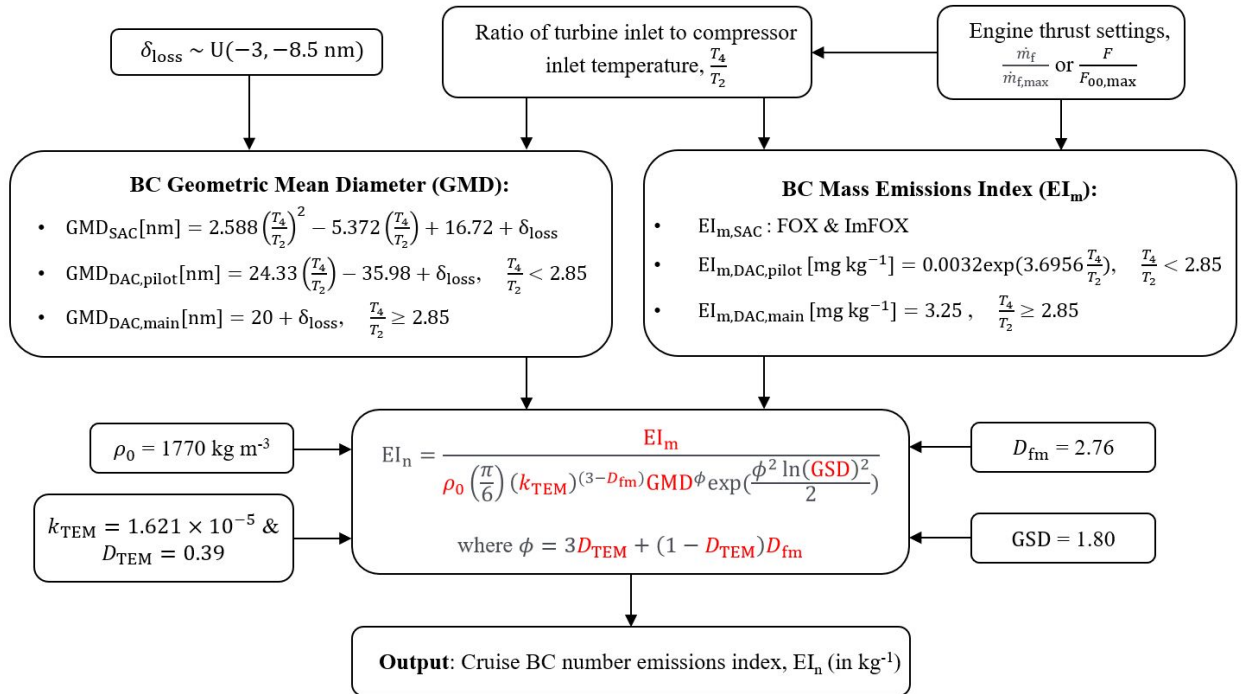 δ_loss ~ U(−3, −8.5 nm)
Ratio of turbine inlet to compressor
inlet temperature, T₄/T₂
Engine thrust settings,
ṁ_f/ṁ_f,max or F/F_00,max
BC Geometric Mean Diameter (GMD):
• GMD_SAC[nm] = 2.588 (T₄/T₂)² − 5.372 (T₄/T₂) + 16.72 + δ_loss
• GMD_DAC,pilot[nm] = 24.33 (T₄/T₂) − 35.98 + δ_loss, T₄/T₂ < 2.85
• GMD_DAC,main[nm] = 20 + δ_loss, T₄/T₂ ≥ 2.85
BC Mass Emissions Index (EI_m):
• EI_m,SAC : FOX & ImFOX
• EI_m,DAC,pilot [mg kg⁻¹] = 0.0032exp(3.6956 T₄/T₂), T₄/T₂ < 2.85
• EI_m,DAC,main [mg kg⁻¹] = 3.25 , T₄/T₂ ≥ 2.85
ρ₀ = 1770 kg m⁻³
k_TEM = 1.621 × 10⁻⁵ &
D_TEM = 0.39
EI_n = EI_m / (ρ₀ (π/6) (k_TEM)^(3−D_fm) GMD^ϕ exp(ϕ² ln(GSD)²/2))
where ϕ = 3D_TEM + (1 − D_TEM)D_fm
D_fm = 2.76
GSD = 1.80
Output: Cruise BC number emissions index, EI_n (in kg⁻¹)